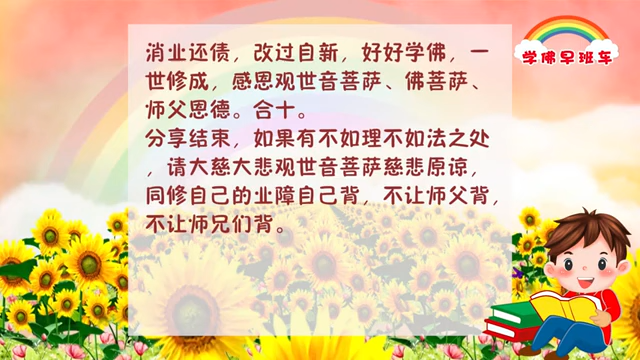 学佛早班车
消业还债，改过自新，好好学佛，一
世修成，感恩观世音菩萨、佛菩萨、
师父恩德。合十。
分享结束，如果有不如理不如法之处
，请大慈大悲观世音菩萨慈悲原谅，
同修自己的业障自己背，不让师父背，
不让师兄们背。